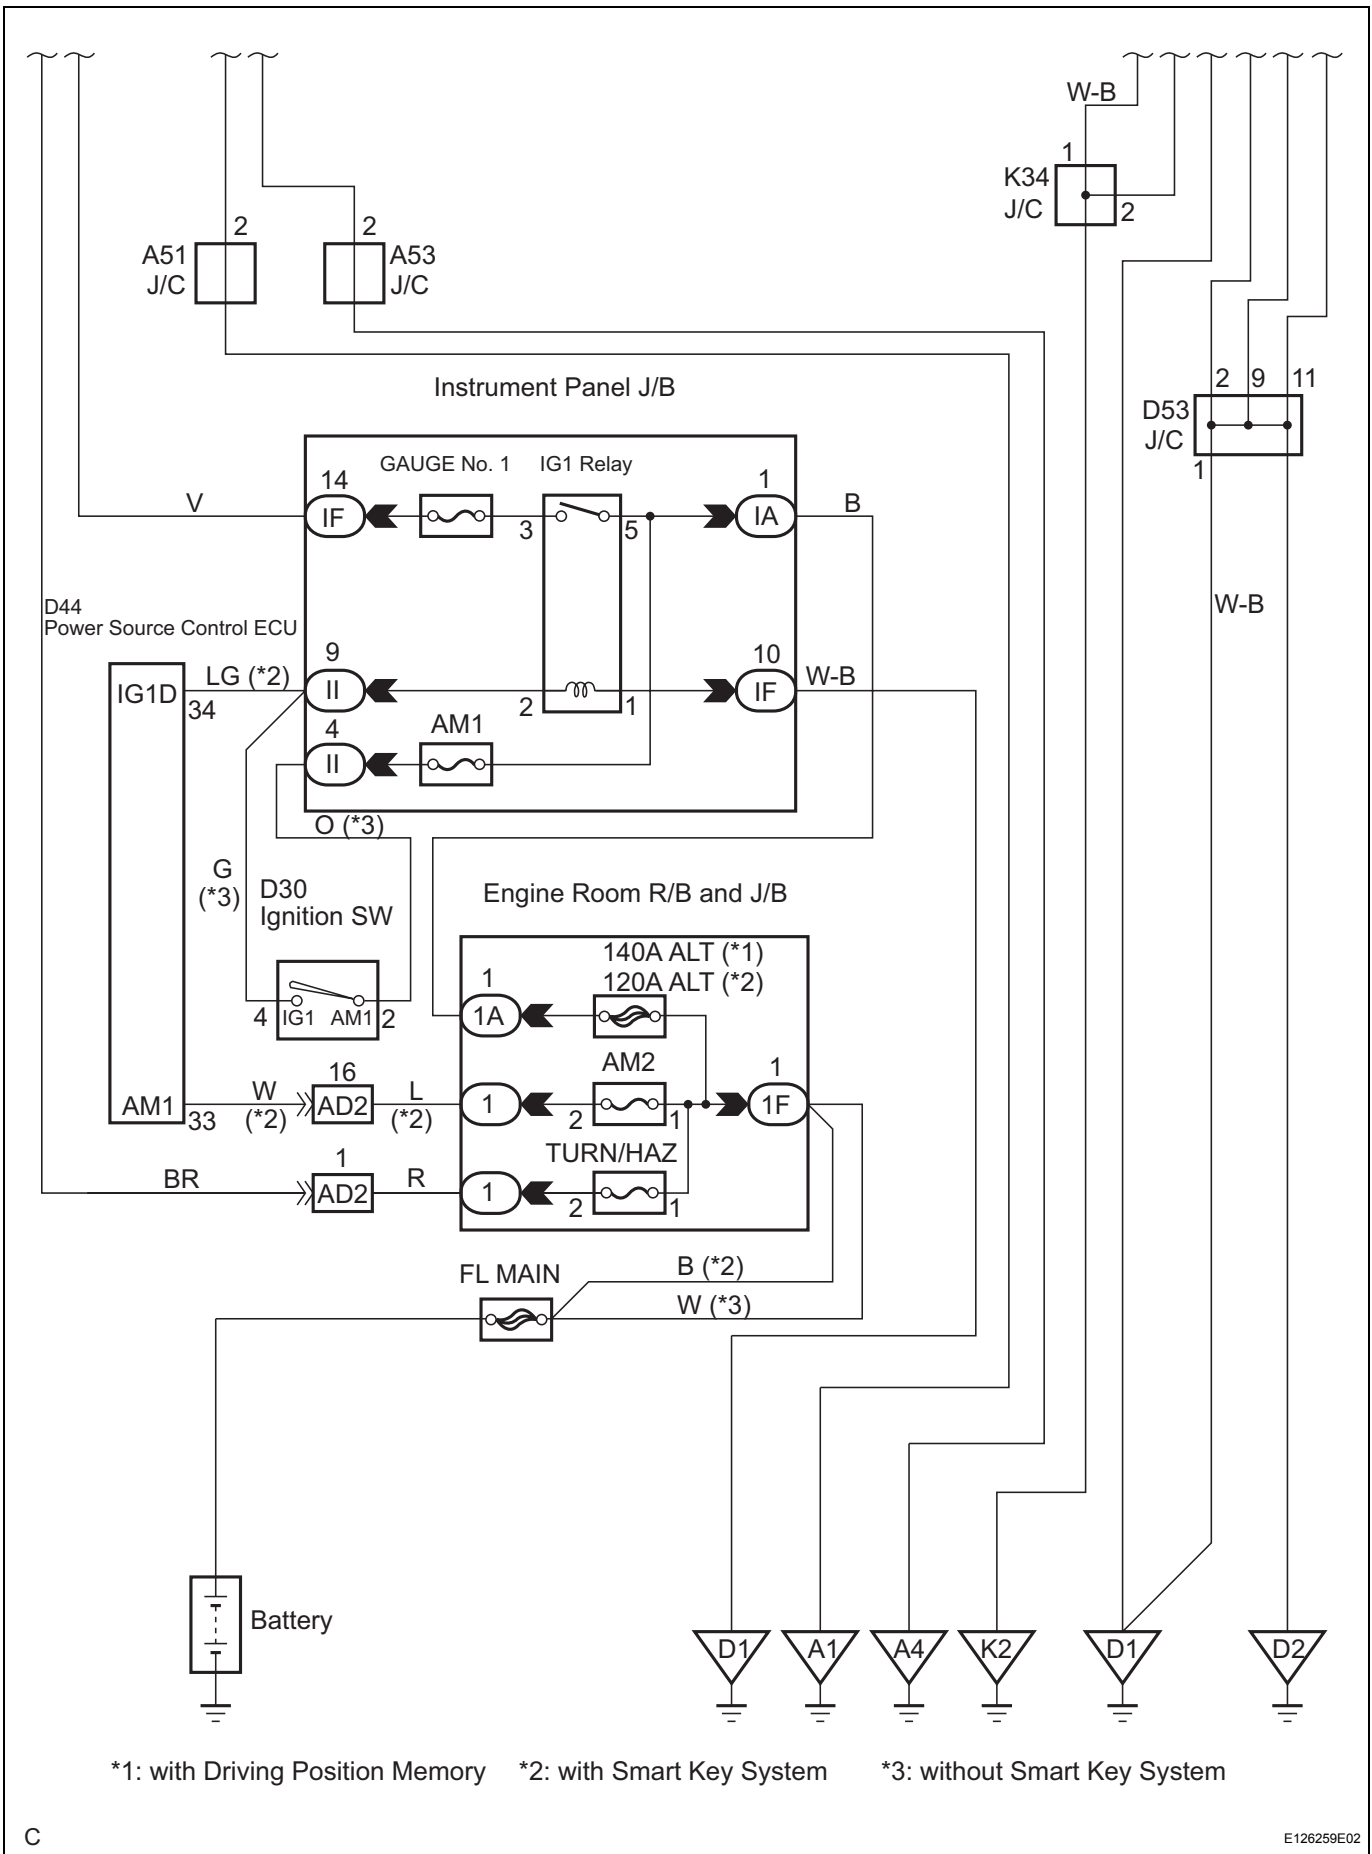 W-B
1
K34
J/C
2
2
A51
J/C
2
A53
J/C
2 9 11
D53
J/C
1
W-B
Instrument Panel J/B
GAUGE No. 1
IG1 Relay
14
IF
V
3
5
1
IA
B
D44
Power Source Control ECU
IG1D
34
LG (*2)
9
II
2
1
10
IF
W-B
4
II
AM1
O (*3)
G
(*3)
D30
Ignition SW
4
IG1
AM1
2
Engine Room R/B and J/B
140A ALT (*1)
120A ALT (*2)
1
1A
AM2
1
1F
AM1
33
W
(*2)
16
AD2
L
(*2)
1
2
1
TURN/HAZ
BR
1
AD2
R
1
2
1
FL MAIN
B (*2)
W (*3)
Battery
D1
A1
A4
K2
D1
D2
*1: with Driving Position Memory
*2: with Smart Key System
*3: without Smart Key System
C
E126259E02